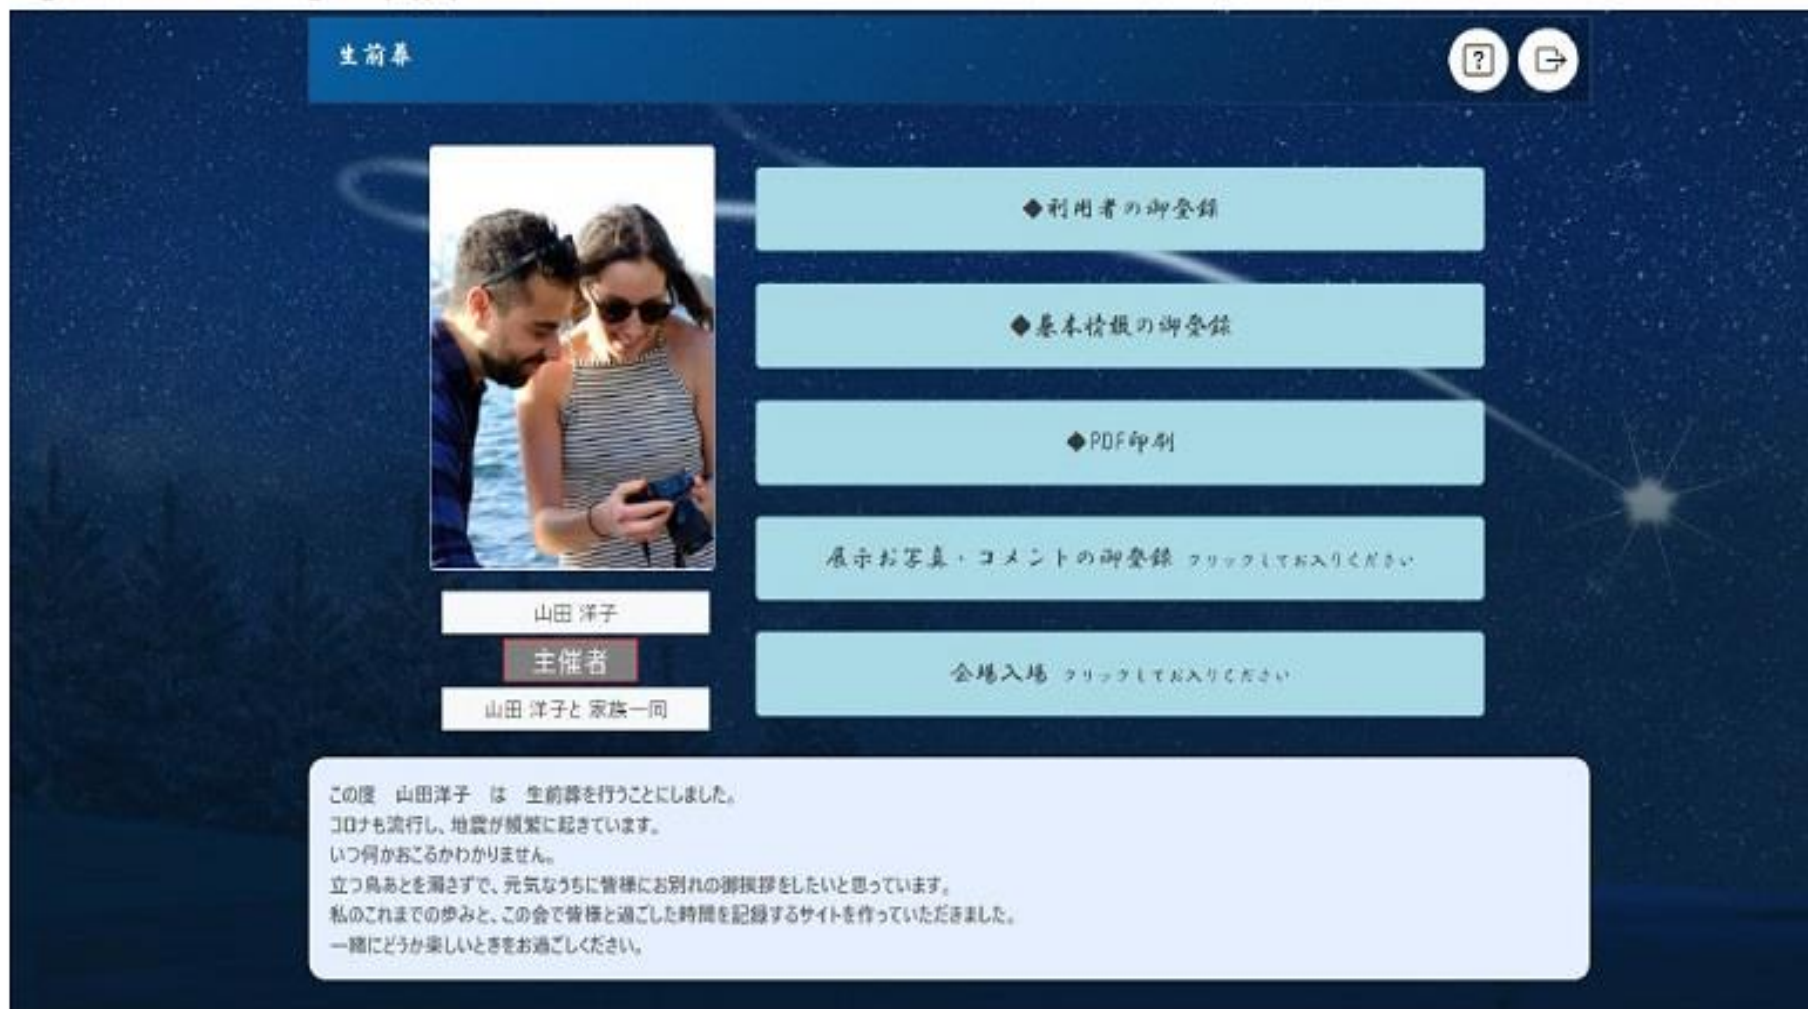 生前葬
◆利用者の御登録
◆基本情報の御登録
◆PDF印刷
展示お写真・コメントの御登録 クリックしてお入りください
会場入場 クリックしてお入りください
山田 洋子
主催者
山田 洋子と 家族一同
この度　山田洋子　は　生前葬を行うことにしました。
コロナも流行し、地震が頻繁に起きています。
いつ何かおこるかわかりません。
立つ鳥あとを濁さずで、元気なうちに皆様にお別れの御挨拶をしたいと思っています。
私のこれまでの歩みと、この会で皆様と過ごした時間を記録するサイトを作っていただきました。
一緒にどうか楽しいときをお過ごしください。